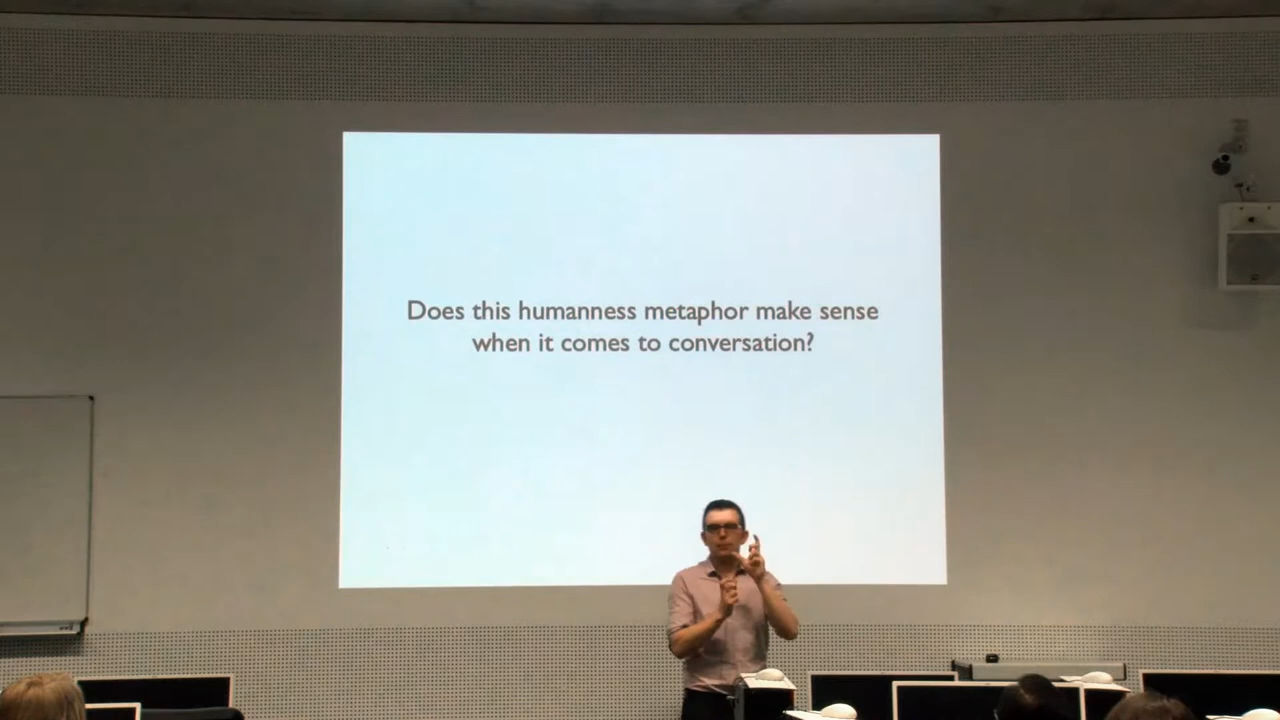 Does this humanness metaphor make sense
when it comes to conversation?